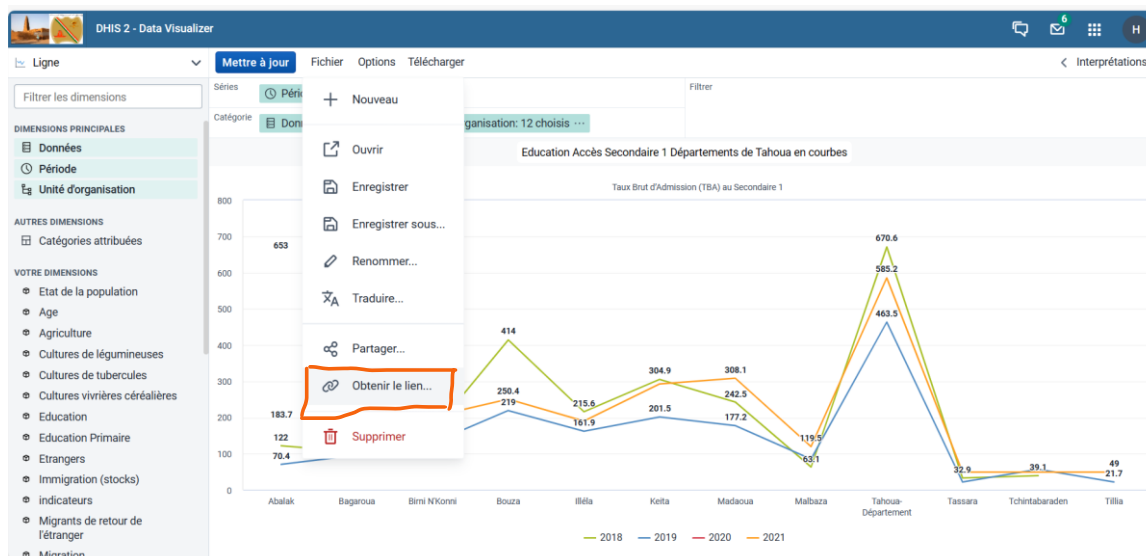 DHIS 2 - Data Visualizer
6
H
Ligne
Mettre à jour
Fichier
Options
Télécharger
Interprétations
Filtrer les dimensions
DIMENSIONS PRINCIPALES
Données
Période
Unité d'organisation
AUTRES DIMENSIONS
Catégories attribuées
VOTRE DIMENSIONS
Etat de la population
Age
Agriculture
Cultures de légumineuses
Cultures de tubercules
Cultures vivrières céréalières
Education
Education Primaire
Etrangers
Immigration (stocks)
indicateurs
Migrants de retour de
l'étranger
Migration
Séries
Péri
Filtrer
Catégorie
Don
ganisation: 12 choisis ...
Nouveau
Ouvrir
Enregistrer
Enregistrer sous...
Renommer...
Traduire...
Partager...
Obtenir le lien...
Supprimer
Education Accès Secondaire 1 Départements de Tahoua en courbes
Taux Brut d'Admission (TBA) au Secondaire 1
800
700
600
500
400
300
200
100
0
653
183.7
122
70.4
414
250.4
219
215.6
161.9
304.9
201.5
308.1
242.5
177.2
119.5
63.1
670.6
585.2
463.5
32.9
39.1
49
21.7
Abalak
Bagaroua
Birni N'Konni
Bouza
Illéla
Keïta
Madaoua
Malbaza
Tahoua-
Département
Tassara
Tchintabaraden
Tillia
2018
2019
2020
2021